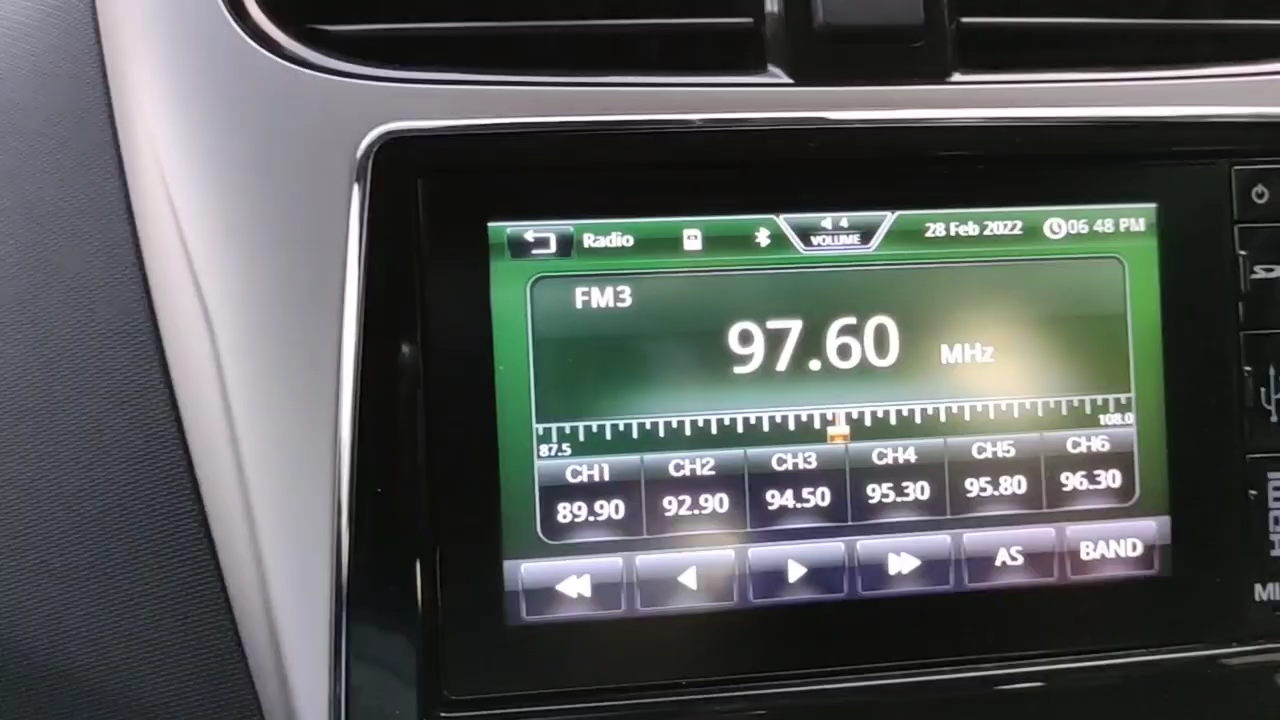 Radio
4
VOLUME
28 Feb 2022
06 48 PM
FM3
97.60 MHz
87.5
108.0
CH1 CH2 CH3 CH4 CH5 CH6
89.90 92.90 94.50 95.30 95.80 96.30
AS BAND